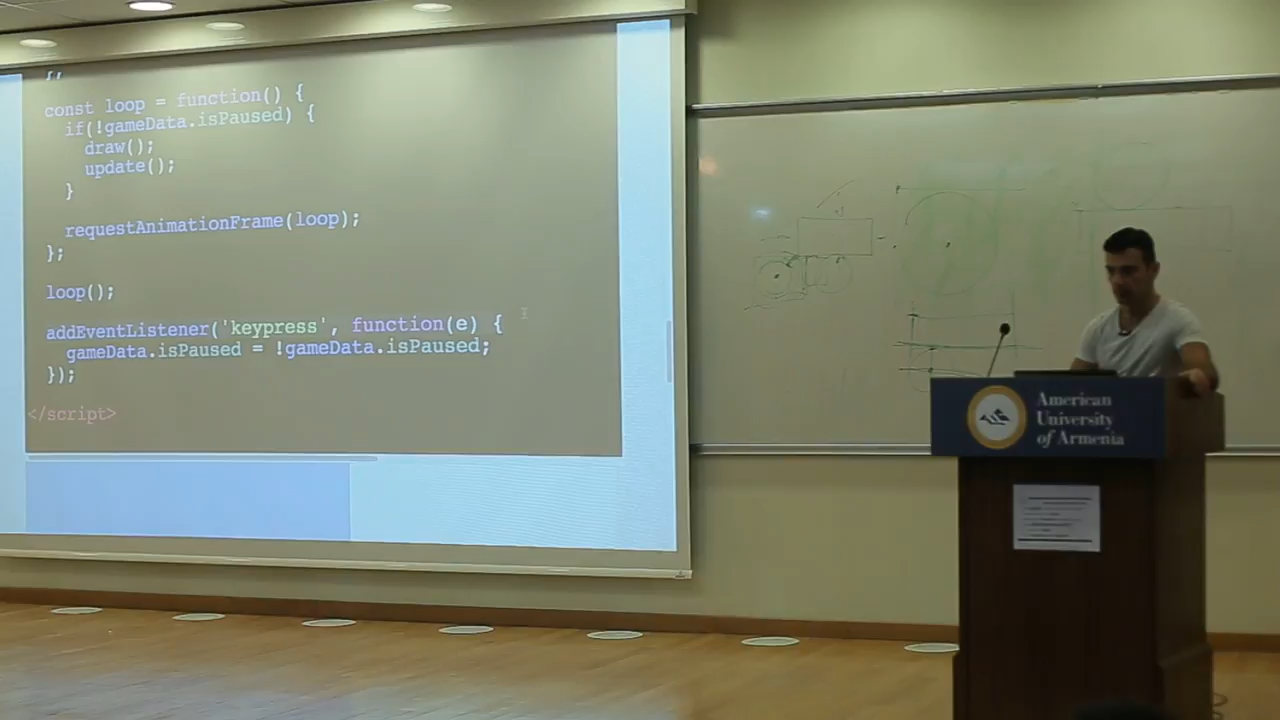 };
const loop = function() {
if(!gameData.isPaused) {
draw();
update();
}
requestAnimationFrame(loop);
};
loop();
addEventListener('keypress', function(e) {
gameData.isPaused = !gameData.isPaused;
});
</script>
American
University
of Armenia